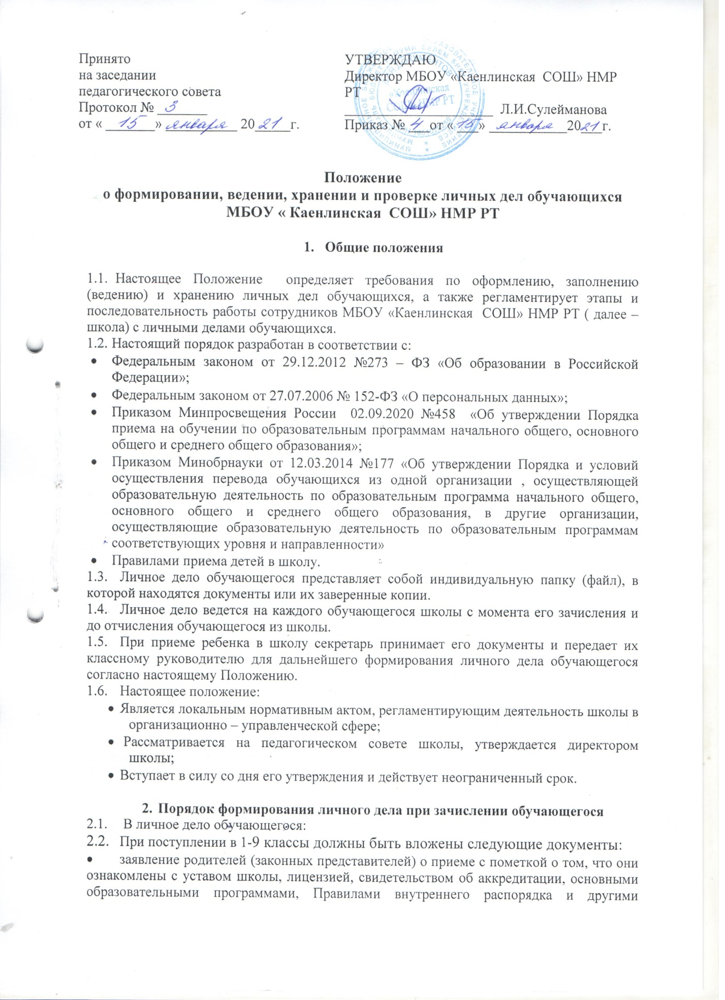 Принято
на заседании
педагогического совета
Протокол № 3
от « 15 » января 20 21 г.
УТВЕРЖДАЮ
Директор МБОУ «Каенлинская СОШ» НМР
РТ
Л.И.Сулейманова
Приказ № 4 от « 15 » января 20 21 г.
Положение
о формировании, ведении, хранении и проверке личных дел обучающихся
МБОУ « Каенлинская СОШ» НМР РТ
1. Общие положения
1.1. Настоящее Положение определяет требования по оформлению, заполнению
(ведению) и хранению личных дел обучающихся, а также регламентирует этапы и
последовательность работы сотрудников МБОУ «Каенлинская СОШ» НМР РТ ( далее –
школа) с личными делами обучающихся.
1.2. Настоящий порядок разработан в соответствии с:
• Федеральным законом от 29.12.2012 №273 – ФЗ «Об образовании в Российской
Федерации»;
• Федеральным законом от 27.07.2006 № 152-ФЗ «О персональных данных»;
• Приказом Минпросвещения России 02.09.2020 №458 «Об утверждении Порядка
приема на обучении по образовательным программам начального общего, основного
общего и среднего общего образования»;
• Приказом Минобрнауки от 12.03.2014 №177 «Об утверждении Порядка и условий
осуществления перевода обучающихся из одной организации , осуществляющей
образовательную деятельность по образовательным программа начального общего,
основного общего и среднего общего образования, в другие организации,
осуществляющие образовательную деятельность по образовательным программам
соответствующих уровня и направленности»
• Правилами приема детей в школу.
1.3. Личное дело обучающегося представляет собой индивидуальную папку (файл), в
которой находятся документы или их заверенные копии.
1.4. Личное дело ведется на каждого обучающегося школы с момента его зачисления и
до отчисления обучающегося из школы.
1.5. При приеме ребенка в школу секретарь принимает его документы и передает их
классному руководителю для дальнейшего формирования личного дела обучающегося
согласно настоящему Положению.
1.6. Настоящее положение:
• Является локальным нормативным актом, регламентирующим деятельность школы в
организационно – управленческой сфере;
• Рассматривается на педагогическом совете школы, утверждается директором
школы;
• Вступает в силу со дня его утверждения и действует неограниченный срок.
2. Порядок формирования личного дела при зачислении обучающегося
2.1. В личное дело обучающегося:
2.2. При поступлении в 1-9 классы должны быть вложены следующие документы:
• заявление родителей (законных представителей) о приеме с пометкой о том, что они
ознакомлены с уставом школы, лицензией, свидетельством об аккредитации, основными
образовательными программами, Правилами внутреннего распорядка и другими